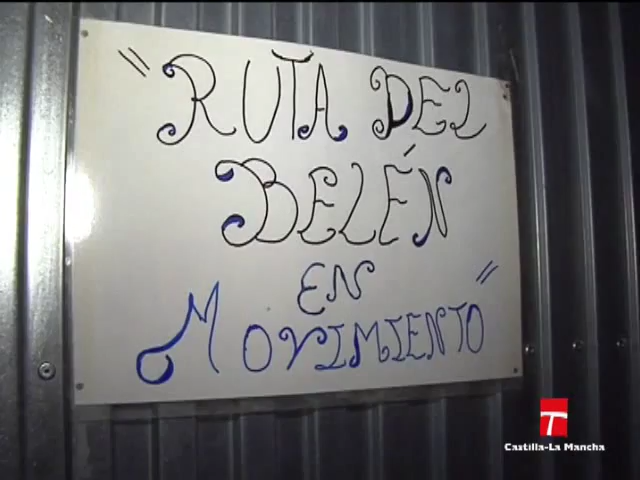 "RUTA DEL
BELÉN
EN
MOVIMIENTO"
Castilla-La Mancha